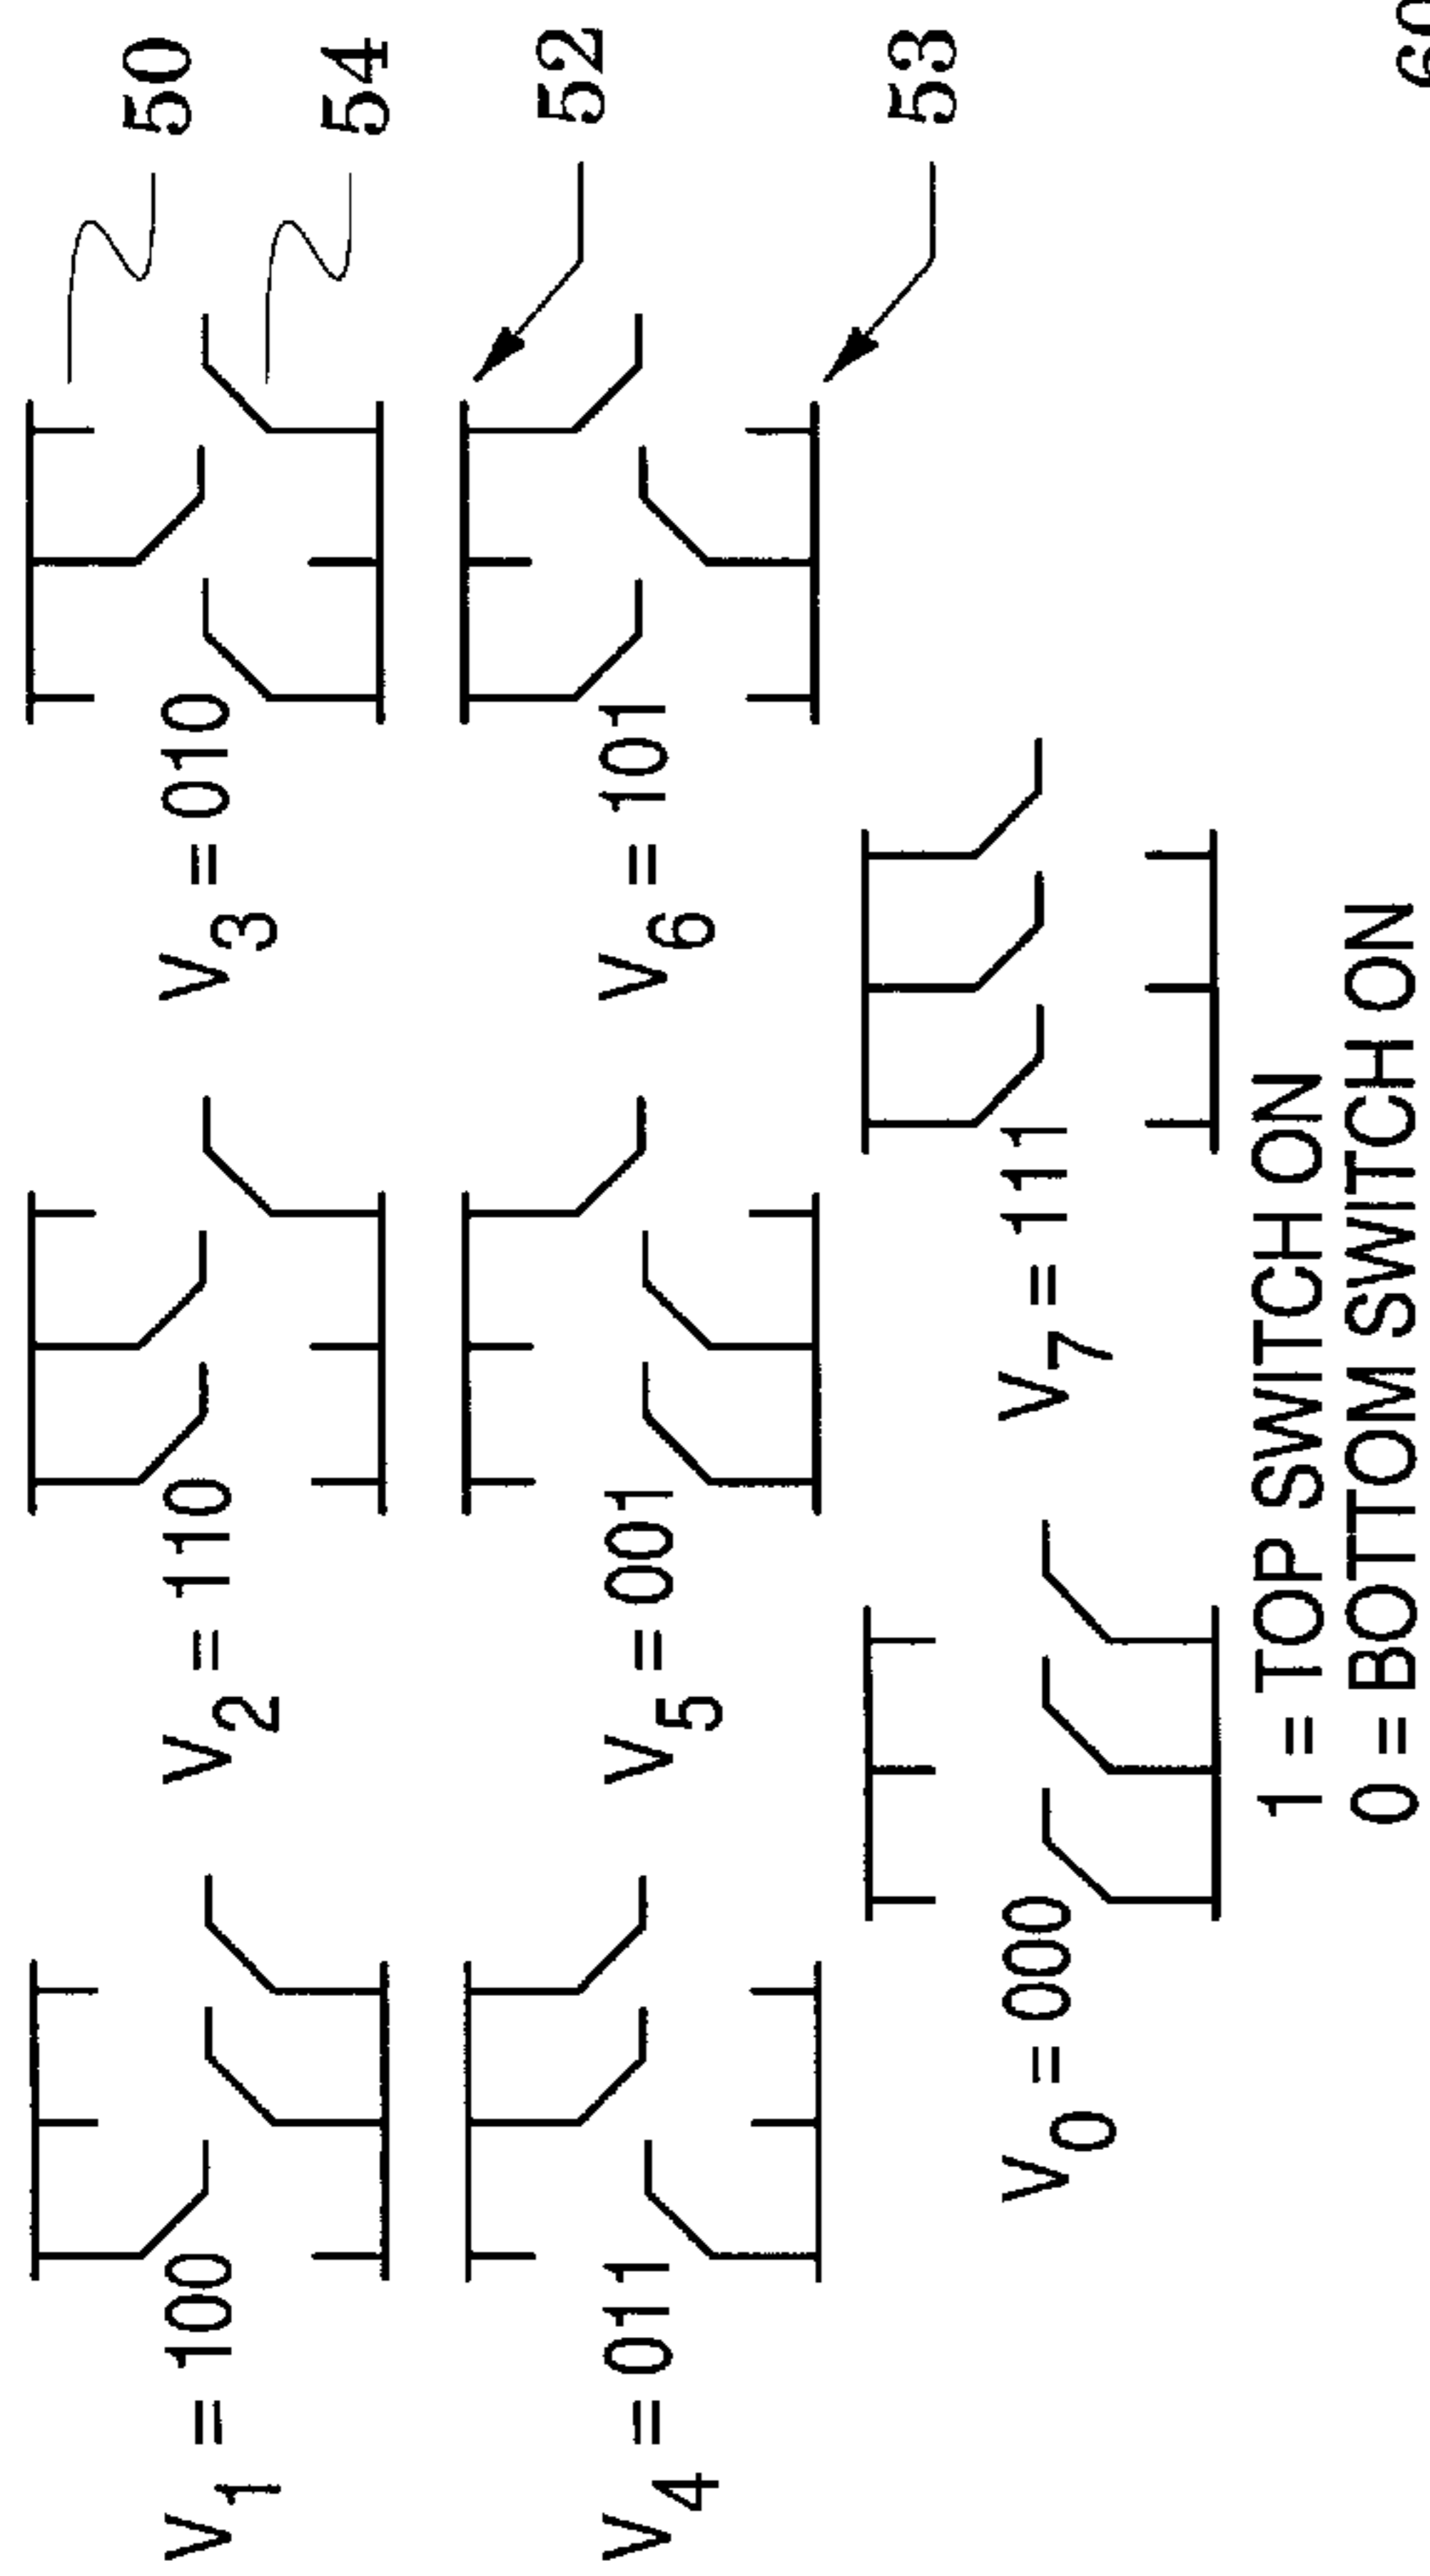 50
V1 = 100
V2 = 110
V3 = 010
54
52
V4 = 011
V5 = 001
V6 = 101
53
V0 = 000
V7 = 111
1 = TOP SWITCH ON
0 = BOTTOM SWITCH ON